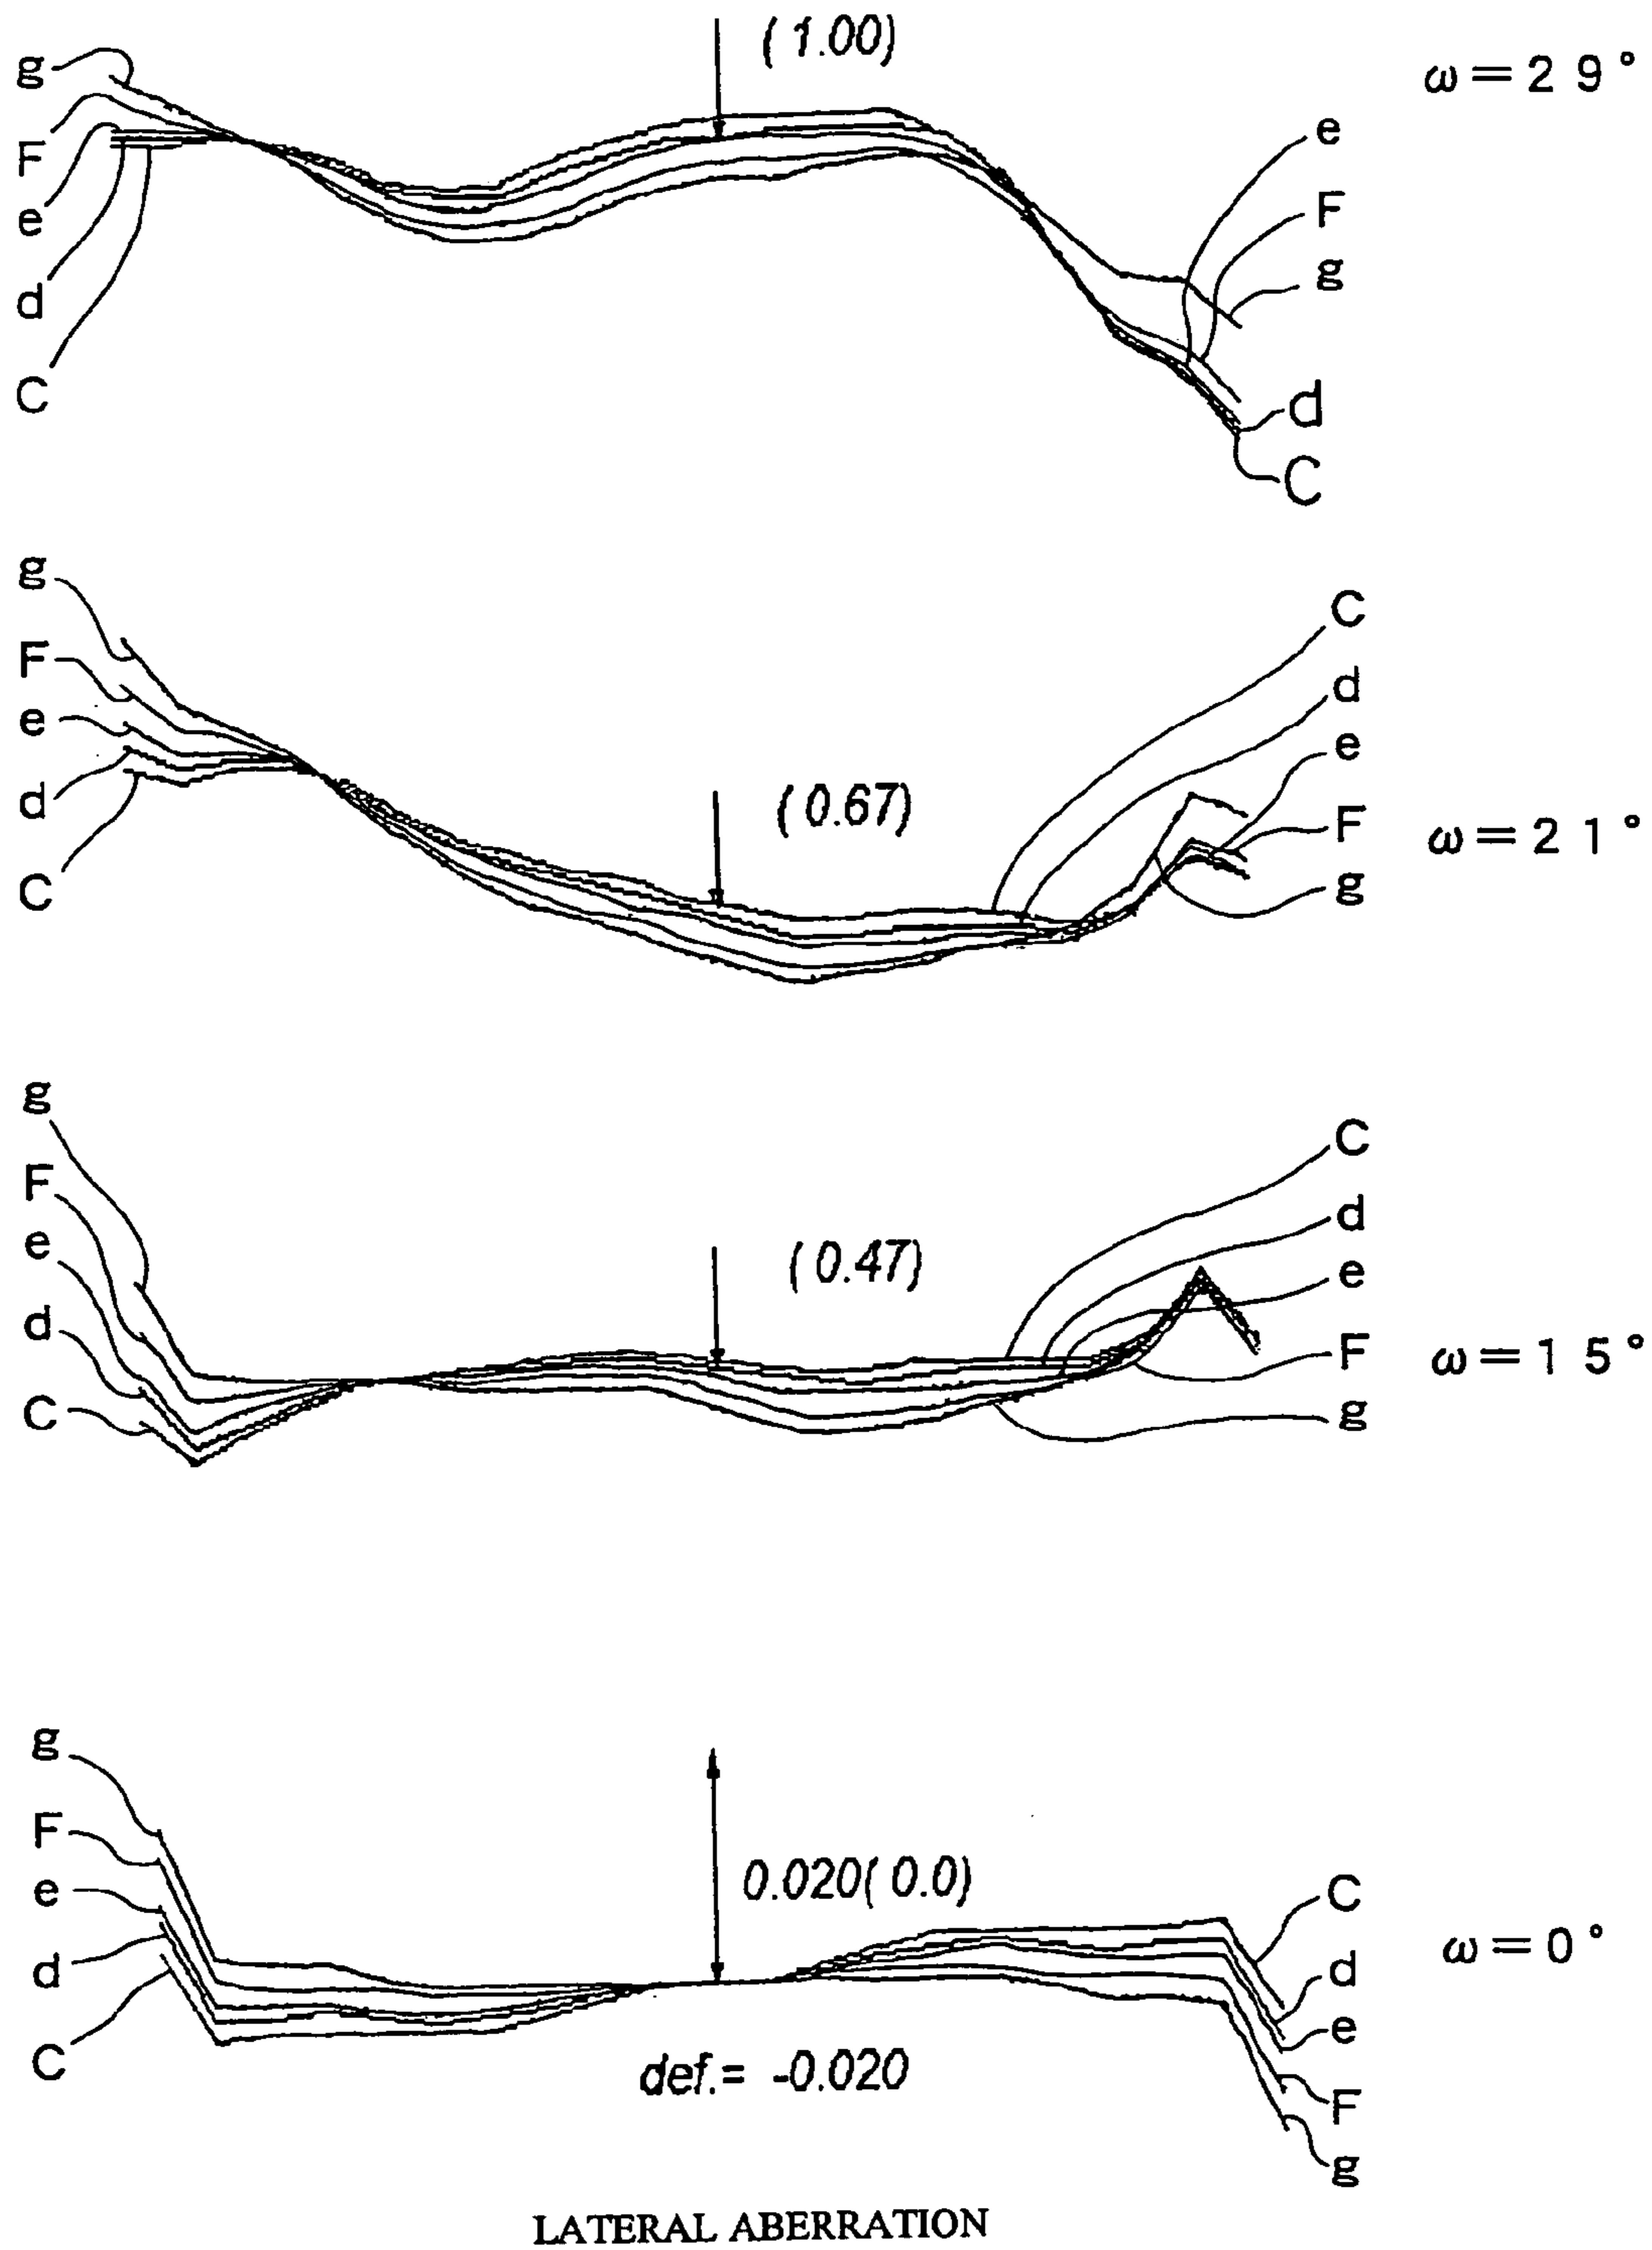 (1.00)
ω=29°
g
F
e
d
C
e
F
g
d
C
g
F
e
d
C
(0.67)
C
d
e
F
g
ω=21°
g
F
e
d
C
(0.47)
C
d
e
F
g
ω=15°
g
F
e
d
C
0.020(0.0)
def.= -0.020
C
d
e
F
g
ω=0°
LATERAL ABERRATION